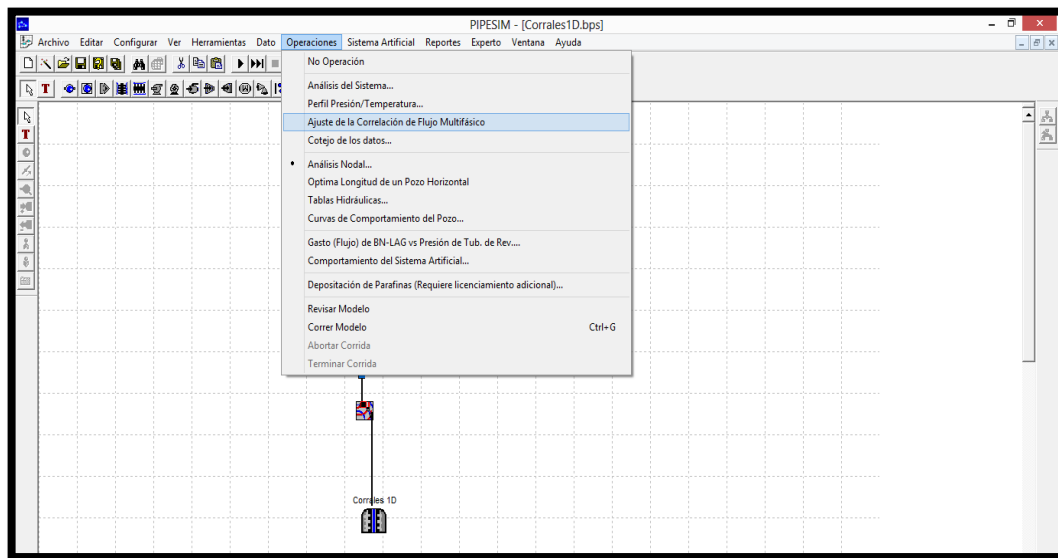 PIPESIM - [Corrales1D.bps]
Archivo Editar Configurar Ver Herramientas Dato Operaciones Sistema Artificial Reportes Experto Ventana Ayuda
No Operación
Análisis del Sistema...
Perfil Presión/Temperatura...
Ajuste de la Correlación de Flujo Multifásico
Cotejo de los datos...
Análisis Nodal...
Optima Longitud de un Pozo Horizontal
Tablas Hidráulicas...
Curvas de Comportamiento del Pozo...
Gasto (Flujo) de BN-LAG vs Presión de Tub. de Rev....
Comportamiento del Sistema Artificial...
Depositación de Parafinas (Requiere licenciamiento adicional)...
Revisar Modelo
Correr Modelo Ctrl+G
Abortar Corrida
Terminar Corrida
T
T
Corrales 1D